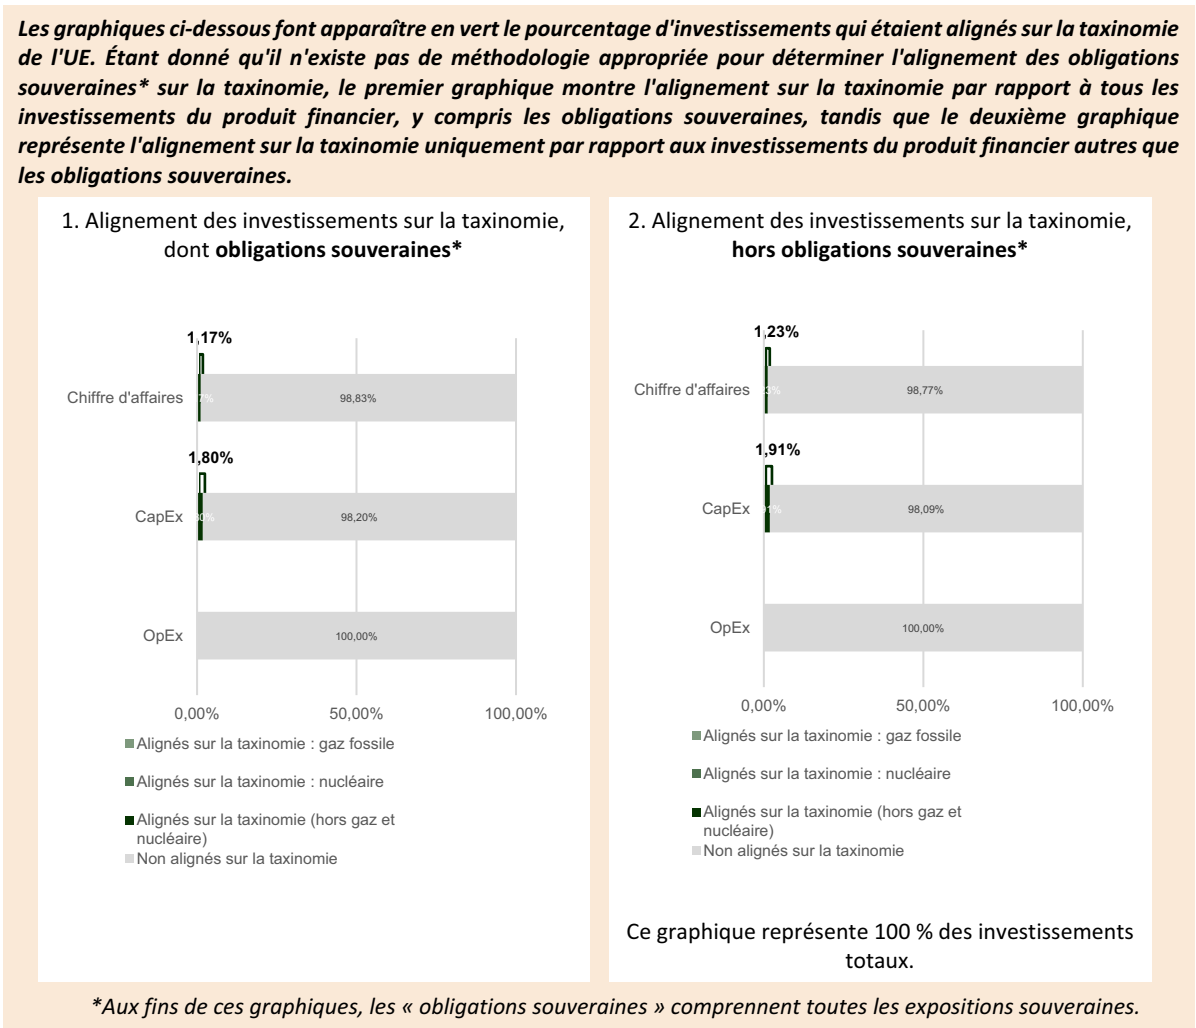 Les graphiques ci-dessous font apparaître en vert le pourcentage d'investissements qui étaient alignés sur la taxinomie
de l'UE. Étant donné qu'il n'existe pas de méthodologie appropriée pour déterminer l'alignement des obligations
souveraines* sur la taxinomie, le premier graphique montre l'alignement sur la taxinomie par rapport à tous les
investissements du produit financier, y compris les obligations souveraines, tandis que le deuxième graphique
représente l'alignement sur la taxinomie uniquement par rapport aux investissements du produit financier autres que
les obligations souveraines.
1. Alignement des investissements sur la taxinomie,
dont obligations souveraines*
1,17%
Chiffre d'affaires
98,83%
1,80%
CapEx
98,20%
OpEx
100,00%
0,00% 50,00% 100,00%
Alignés sur la taxinomie : gaz fossile
Alignés sur la taxinomie : nucléaire
Alignés sur la taxinomie (hors gaz et
nucléaire)
Non alignés sur la taxinomie
2. Alignement des investissements sur la taxinomie,
hors obligations souveraines*
1,23%
Chiffre d'affaires
98,77%
1,91%
CapEx
98,09%
OpEx
100,00%
0,00% 50,00% 100,00%
Alignés sur la taxinomie : gaz fossile
Alignés sur la taxinomie : nucléaire
Alignés sur la taxinomie (hors gaz et
nucléaire)
Non alignés sur la taxinomie
Ce graphique représente 100 % des investissements
totaux.
*Aux fins de ces graphiques, les « obligations souveraines » comprennent toutes les expositions souveraines.